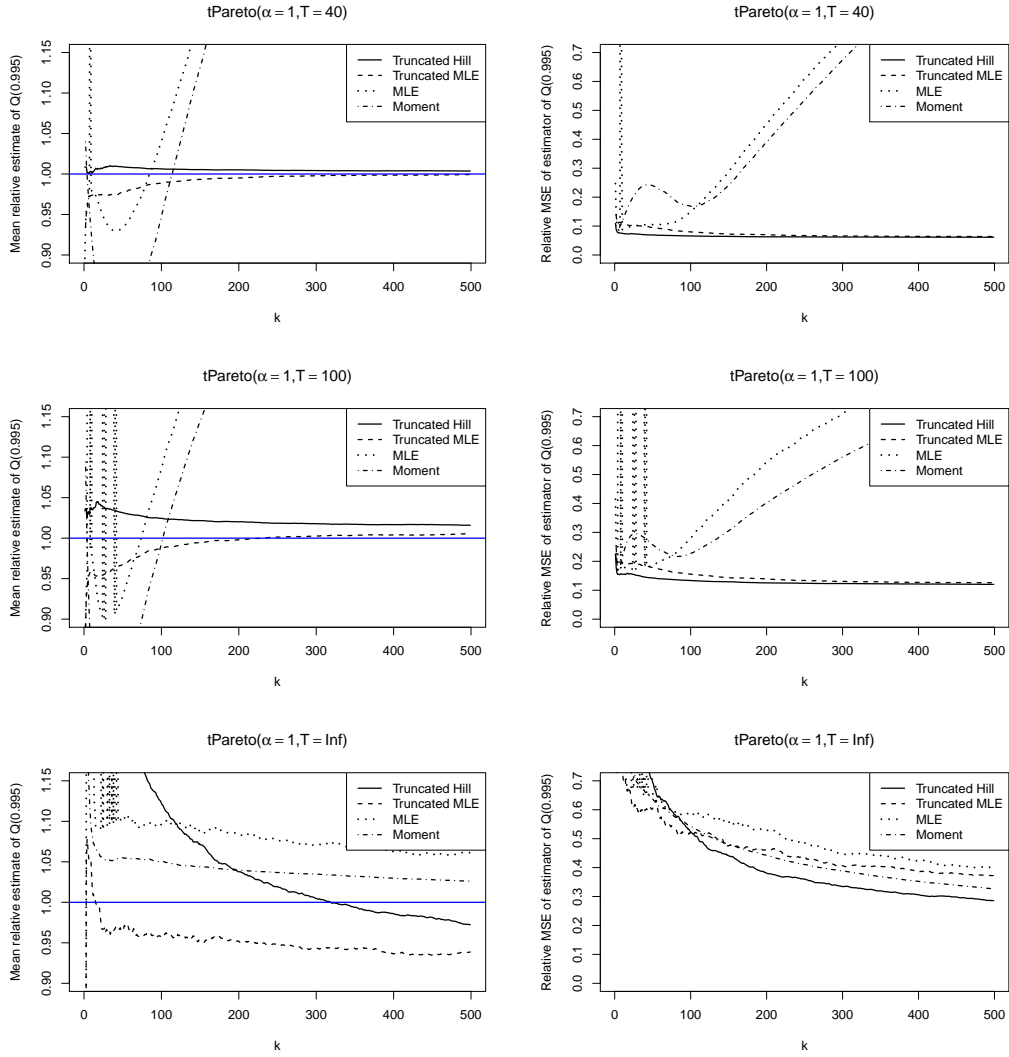 tPareto(α = 1,T = 40)
Mean relative estimate of Q(0.995)
1.15
1.10
1.05
1.00
0.95
0.90
Truncated Hill
Truncated MLE
MLE
Moment
0 100 200 300 400 500
k
tPareto(α = 1,T = 40)
Relative MSE of estimator of Q(0.995)
0.7
0.6
0.5
0.4
0.3
0.2
0.1
0.0
Truncated Hill
Truncated MLE
MLE
Moment
0 100 200 300 400 500
k
tPareto(α = 1,T = 100)
Mean relative estimate of Q(0.995)
1.15
1.10
1.05
1.00
0.95
0.90
Truncated Hill
Truncated MLE
MLE
Moment
0 100 200 300 400 500
k
tPareto(α = 1,T = 100)
Relative MSE of estimator of Q(0.995)
0.7
0.6
0.5
0.4
0.3
0.2
0.1
0.0
Truncated Hill
Truncated MLE
MLE
Moment
0 100 200 300 400 500
k
tPareto(α = 1,T = Inf)
Mean relative estimate of Q(0.995)
1.15
1.10
1.05
1.00
0.95
0.90
Truncated Hill
Truncated MLE
MLE
Moment
0 100 200 300 400 500
k
tPareto(α = 1,T = Inf)
Relative MSE of estimator of Q(0.995)
0.7
0.6
0.5
0.4
0.3
0.2
0.1
0.0
Truncated Hill
Truncated MLE
MLE
Moment
0 100 200 300 400 500
k